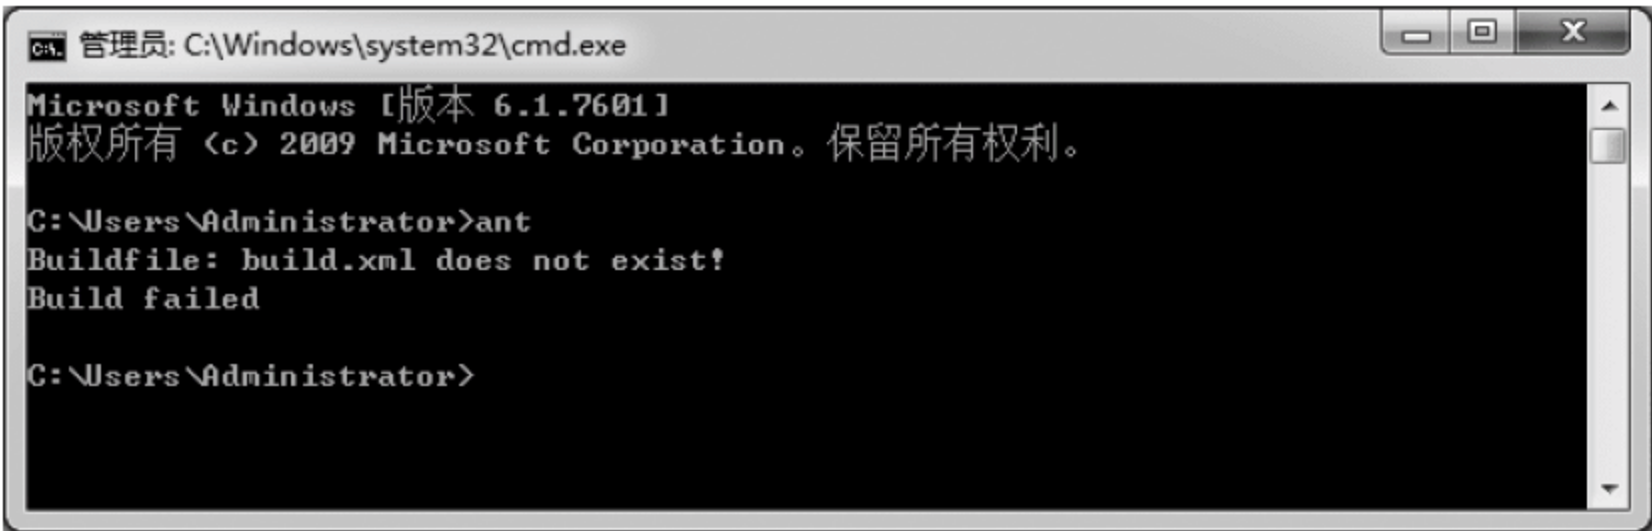 管理员: C:\Windows\system32\cmd.exe
Microsoft Windows [版本 6.1.7601]
版权所有 (c) 2009 Microsoft Corporation。保留所有权利。
C:\Users\Administrator>ant
Buildfile: build.xml does not exist!
Build failed
C:\Users\Administrator>